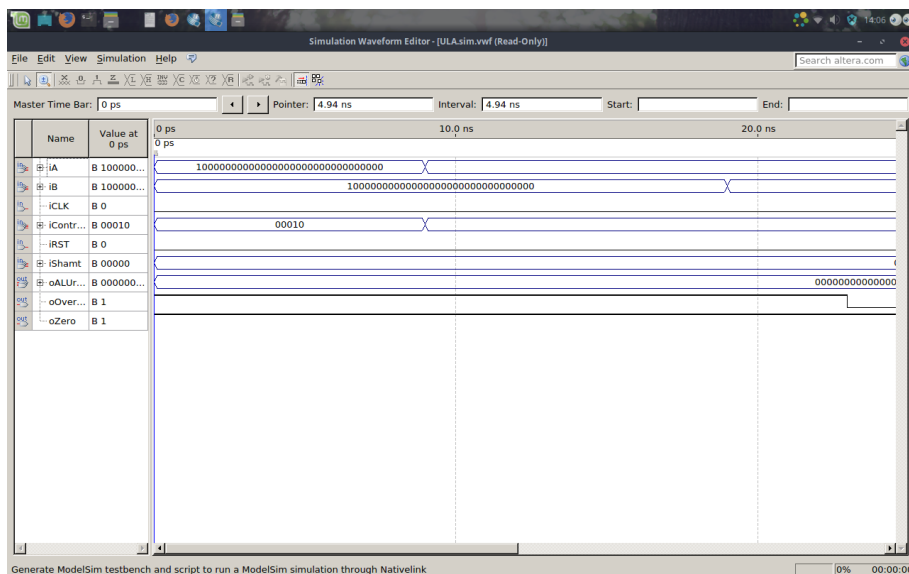 14:06
Simulation Waveform Editor - [ULA.sim.vwf (Read-Only)]
File Edit View Simulation Help
Search altera.com
Master Time Bar: 0 ps Pointer: 4.94 ns Interval: 4.94 ns Start: End:
Name Value at 0 ps
0 ps 10.0 ns 20.0 ns
0 ps
iA B 100000... 10000000000000000000000000000000
iB B 100000... 10000000000000000000000000000000
iCLK B 0
iContr... B 00010 00010
iRST B 0
iShamt B 00000
oALUr... B 000000... 00000000000000
oOver... B 1
oZero B 1
Generate ModelSim testbench and script to run a ModelSim simulation through Nativelink 0% 00:00:0